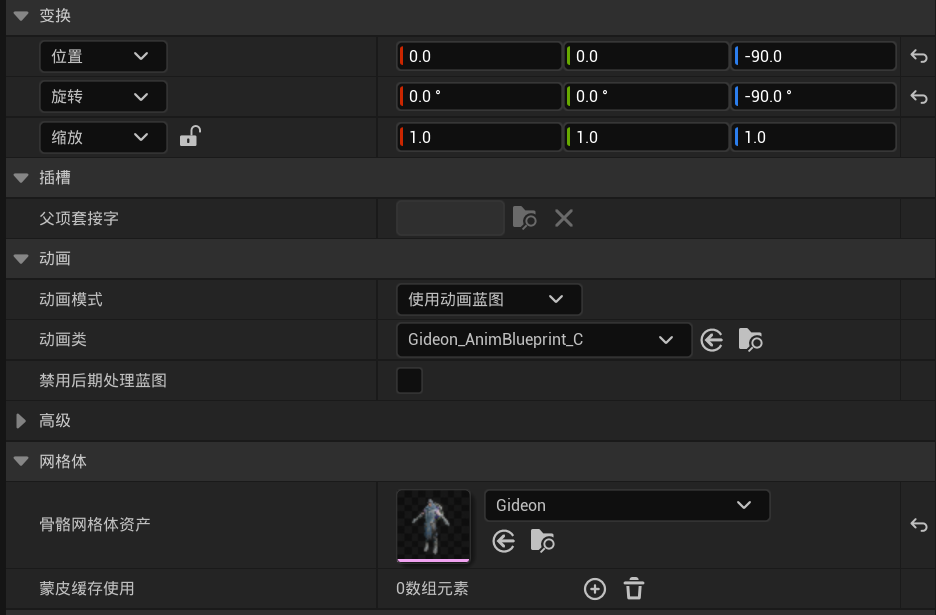 变换
位置 0.0 0.0 -90.0
旋转 0.0 ° 0.0 ° -90.0 °
缩放 1.0 1.0 1.0
插槽
父项套接字
动画
动画模式 使用动画蓝图
动画类 Gideon_AnimBlueprint_C
禁用后期处理蓝图
高级
网格体
骨骼网格体资产 Gideon
蒙皮缓存使用 0数组元素